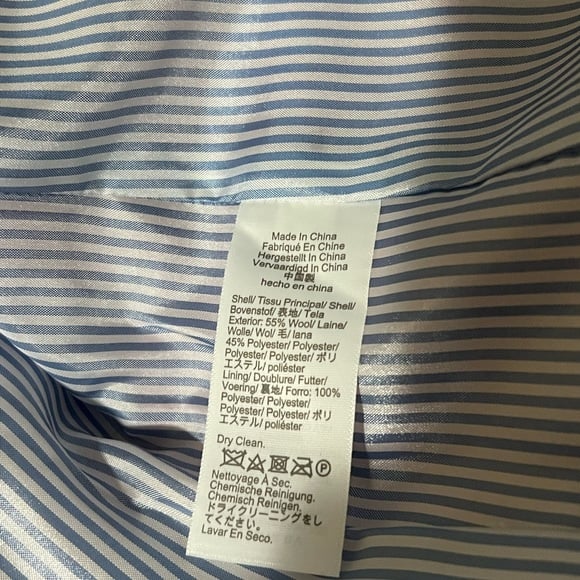 Made In China
Fabriqué En Chine
Hergestellt In China
Vervaardigd In China
中国製
hecho en china
Shell/ Tissu Principal/ Shell/
Bovenstof/ 表地/ Tela
Exterior: 55% Wool/ Laine/
Wolle/ Wol/ 毛/ lana
45% Polyester/ Polyester/
Polyester/ Polyester/ ポリ
エステル/ poliéster
Lining/ Doublure/ Futter/
Voering/ 裏地/ Forro: 100%
Polyester/ Polyester/
Polyester/ Polyester/ ポリ
エステル/ poliéster
Dry Clean.
P
Nettoyage À Sec.
Chemische Reinigung.
Chemisch Reinigen.
ドライクリーニングをし
てください。
Lavar En Seco.